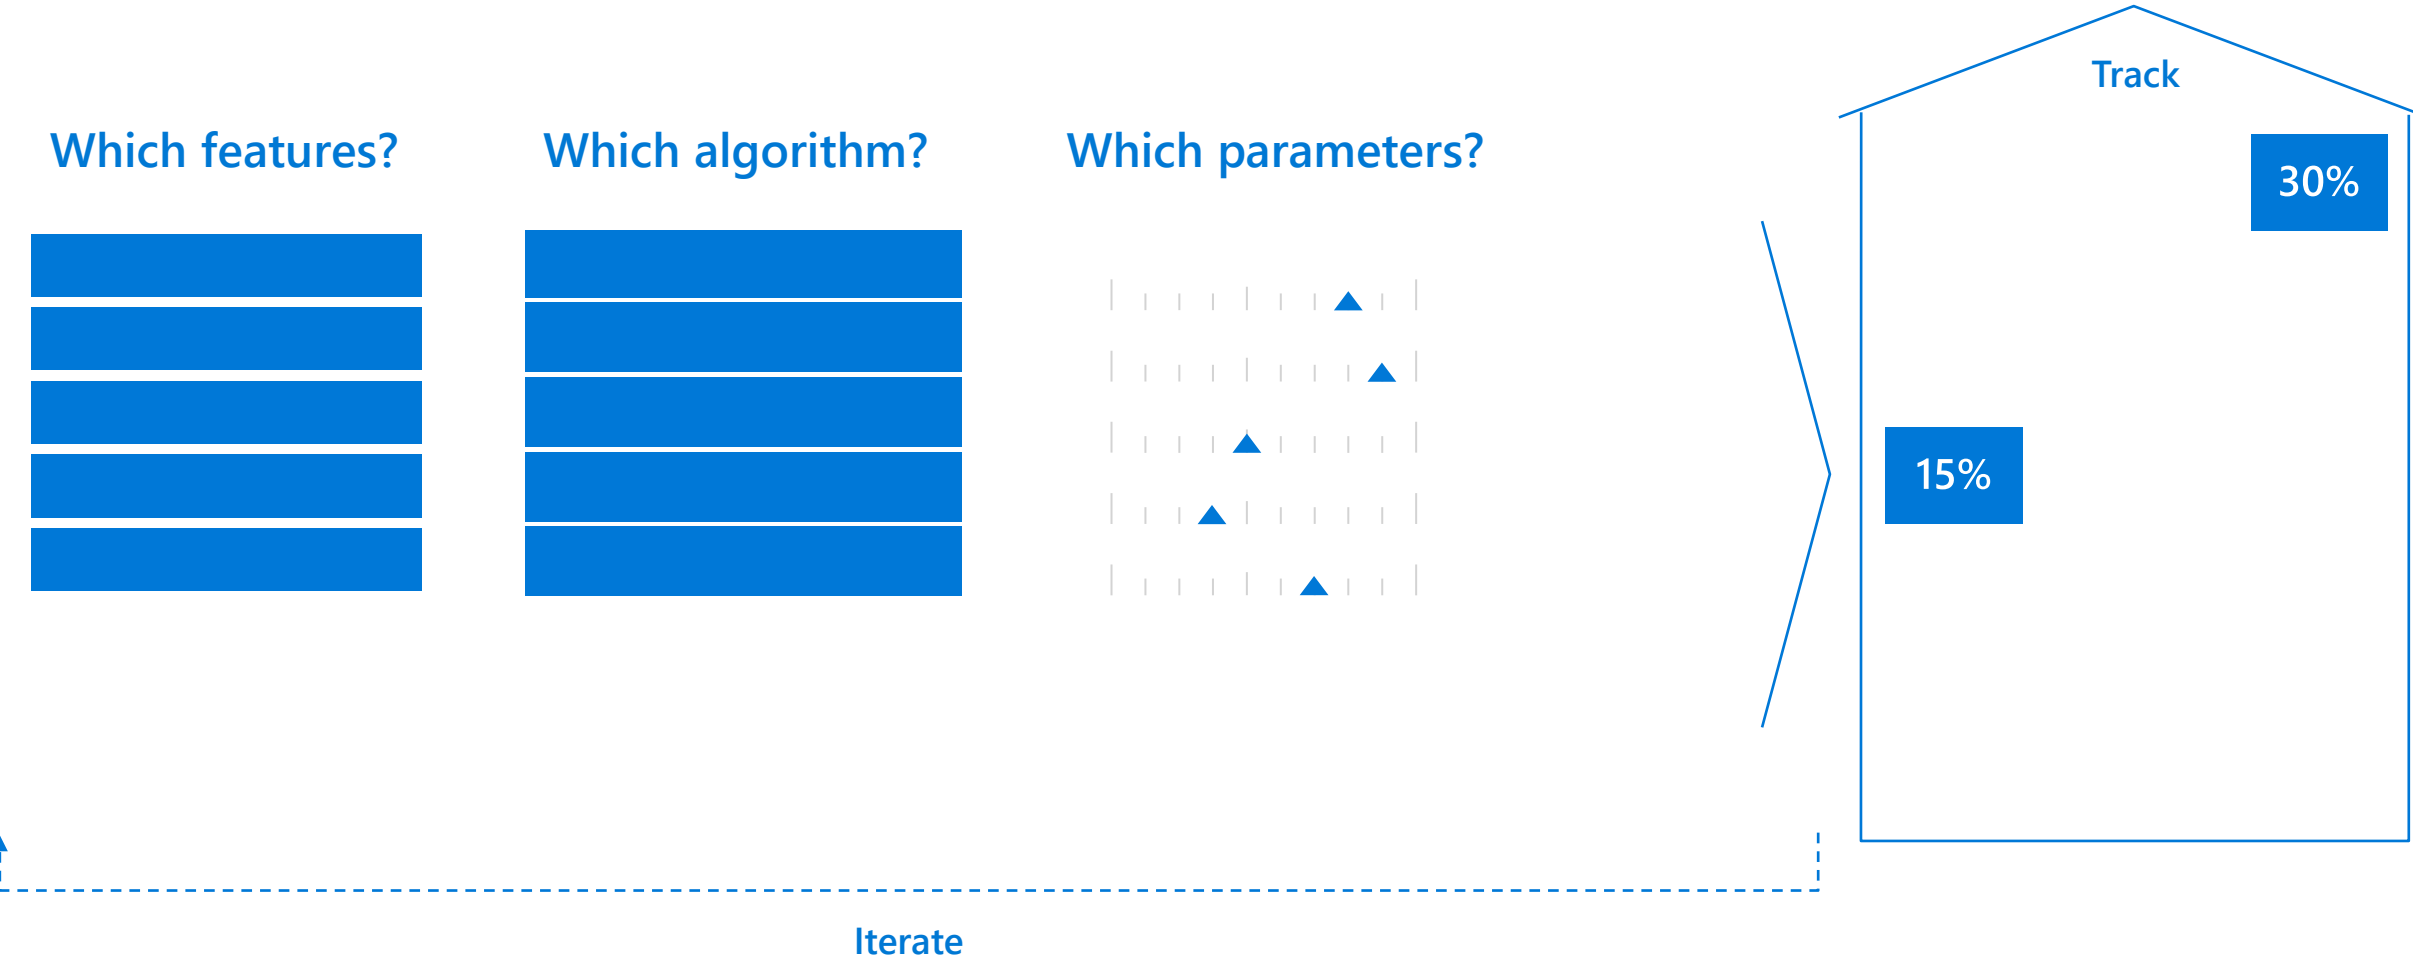 Which features?
Which algorithm?
Which parameters?
Track
30%
15%
Iterate